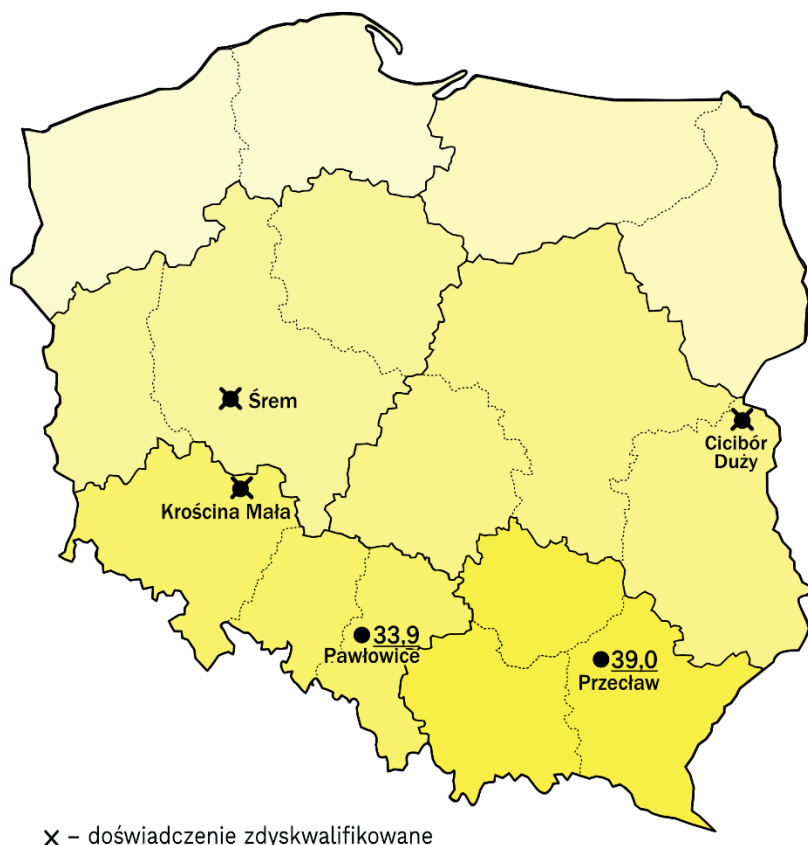 Śrem
Cicibór
Duży
Krościna Mała
33,9
Pawłowice
39,0
Przecław
x – doświadczenie zdyskwalifikowane